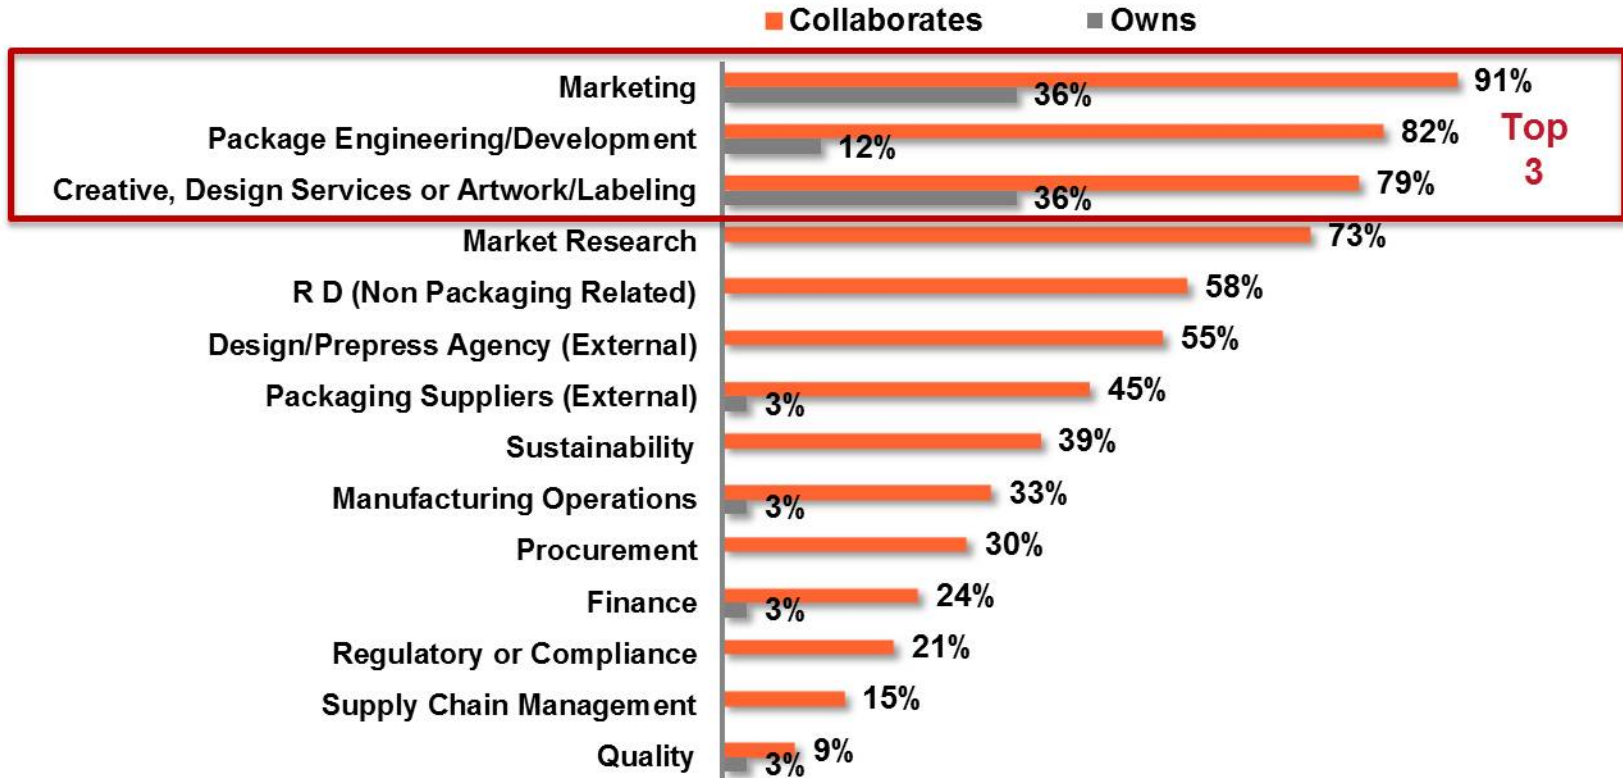 Collaborates Owns
Marketing 91%
36%
Package Engineering/Development 82%
12%
Top
3
Creative, Design Services or Artwork/Labeling 79%
36%
Market Research 73%
R D (Non Packaging Related) 58%
Design/Prepress Agency (External) 55%
Packaging Suppliers (External) 45%
3%
Sustainability 39%
Manufacturing Operations 33%
3%
Procurement 30%
Finance 24%
3%
Regulatory or Compliance 21%
Supply Chain Management 15%
Quality 9%
3%